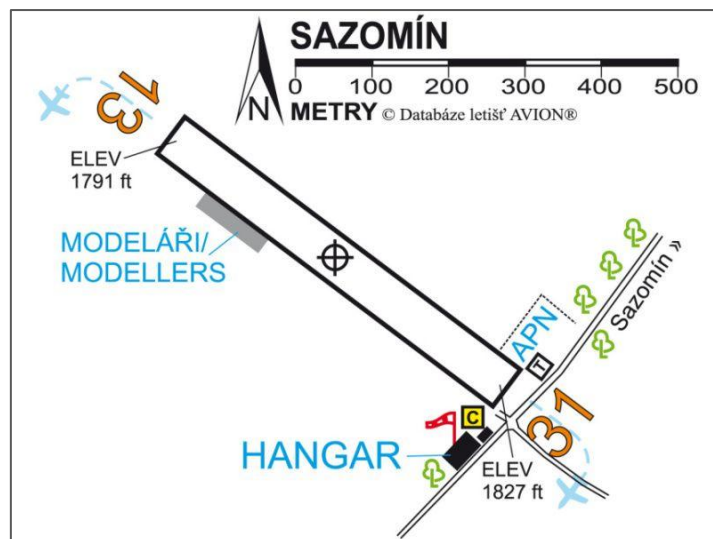 SAZOMÍN
0 100 200 300 400 500
N METRY © Databáze letišť AVION®
13
ELEV
1791 ft
MODELÁŘI/
MODELLERS
Sazomín »
APN
T
C
31
HANGAR
ELEV
1827 ft